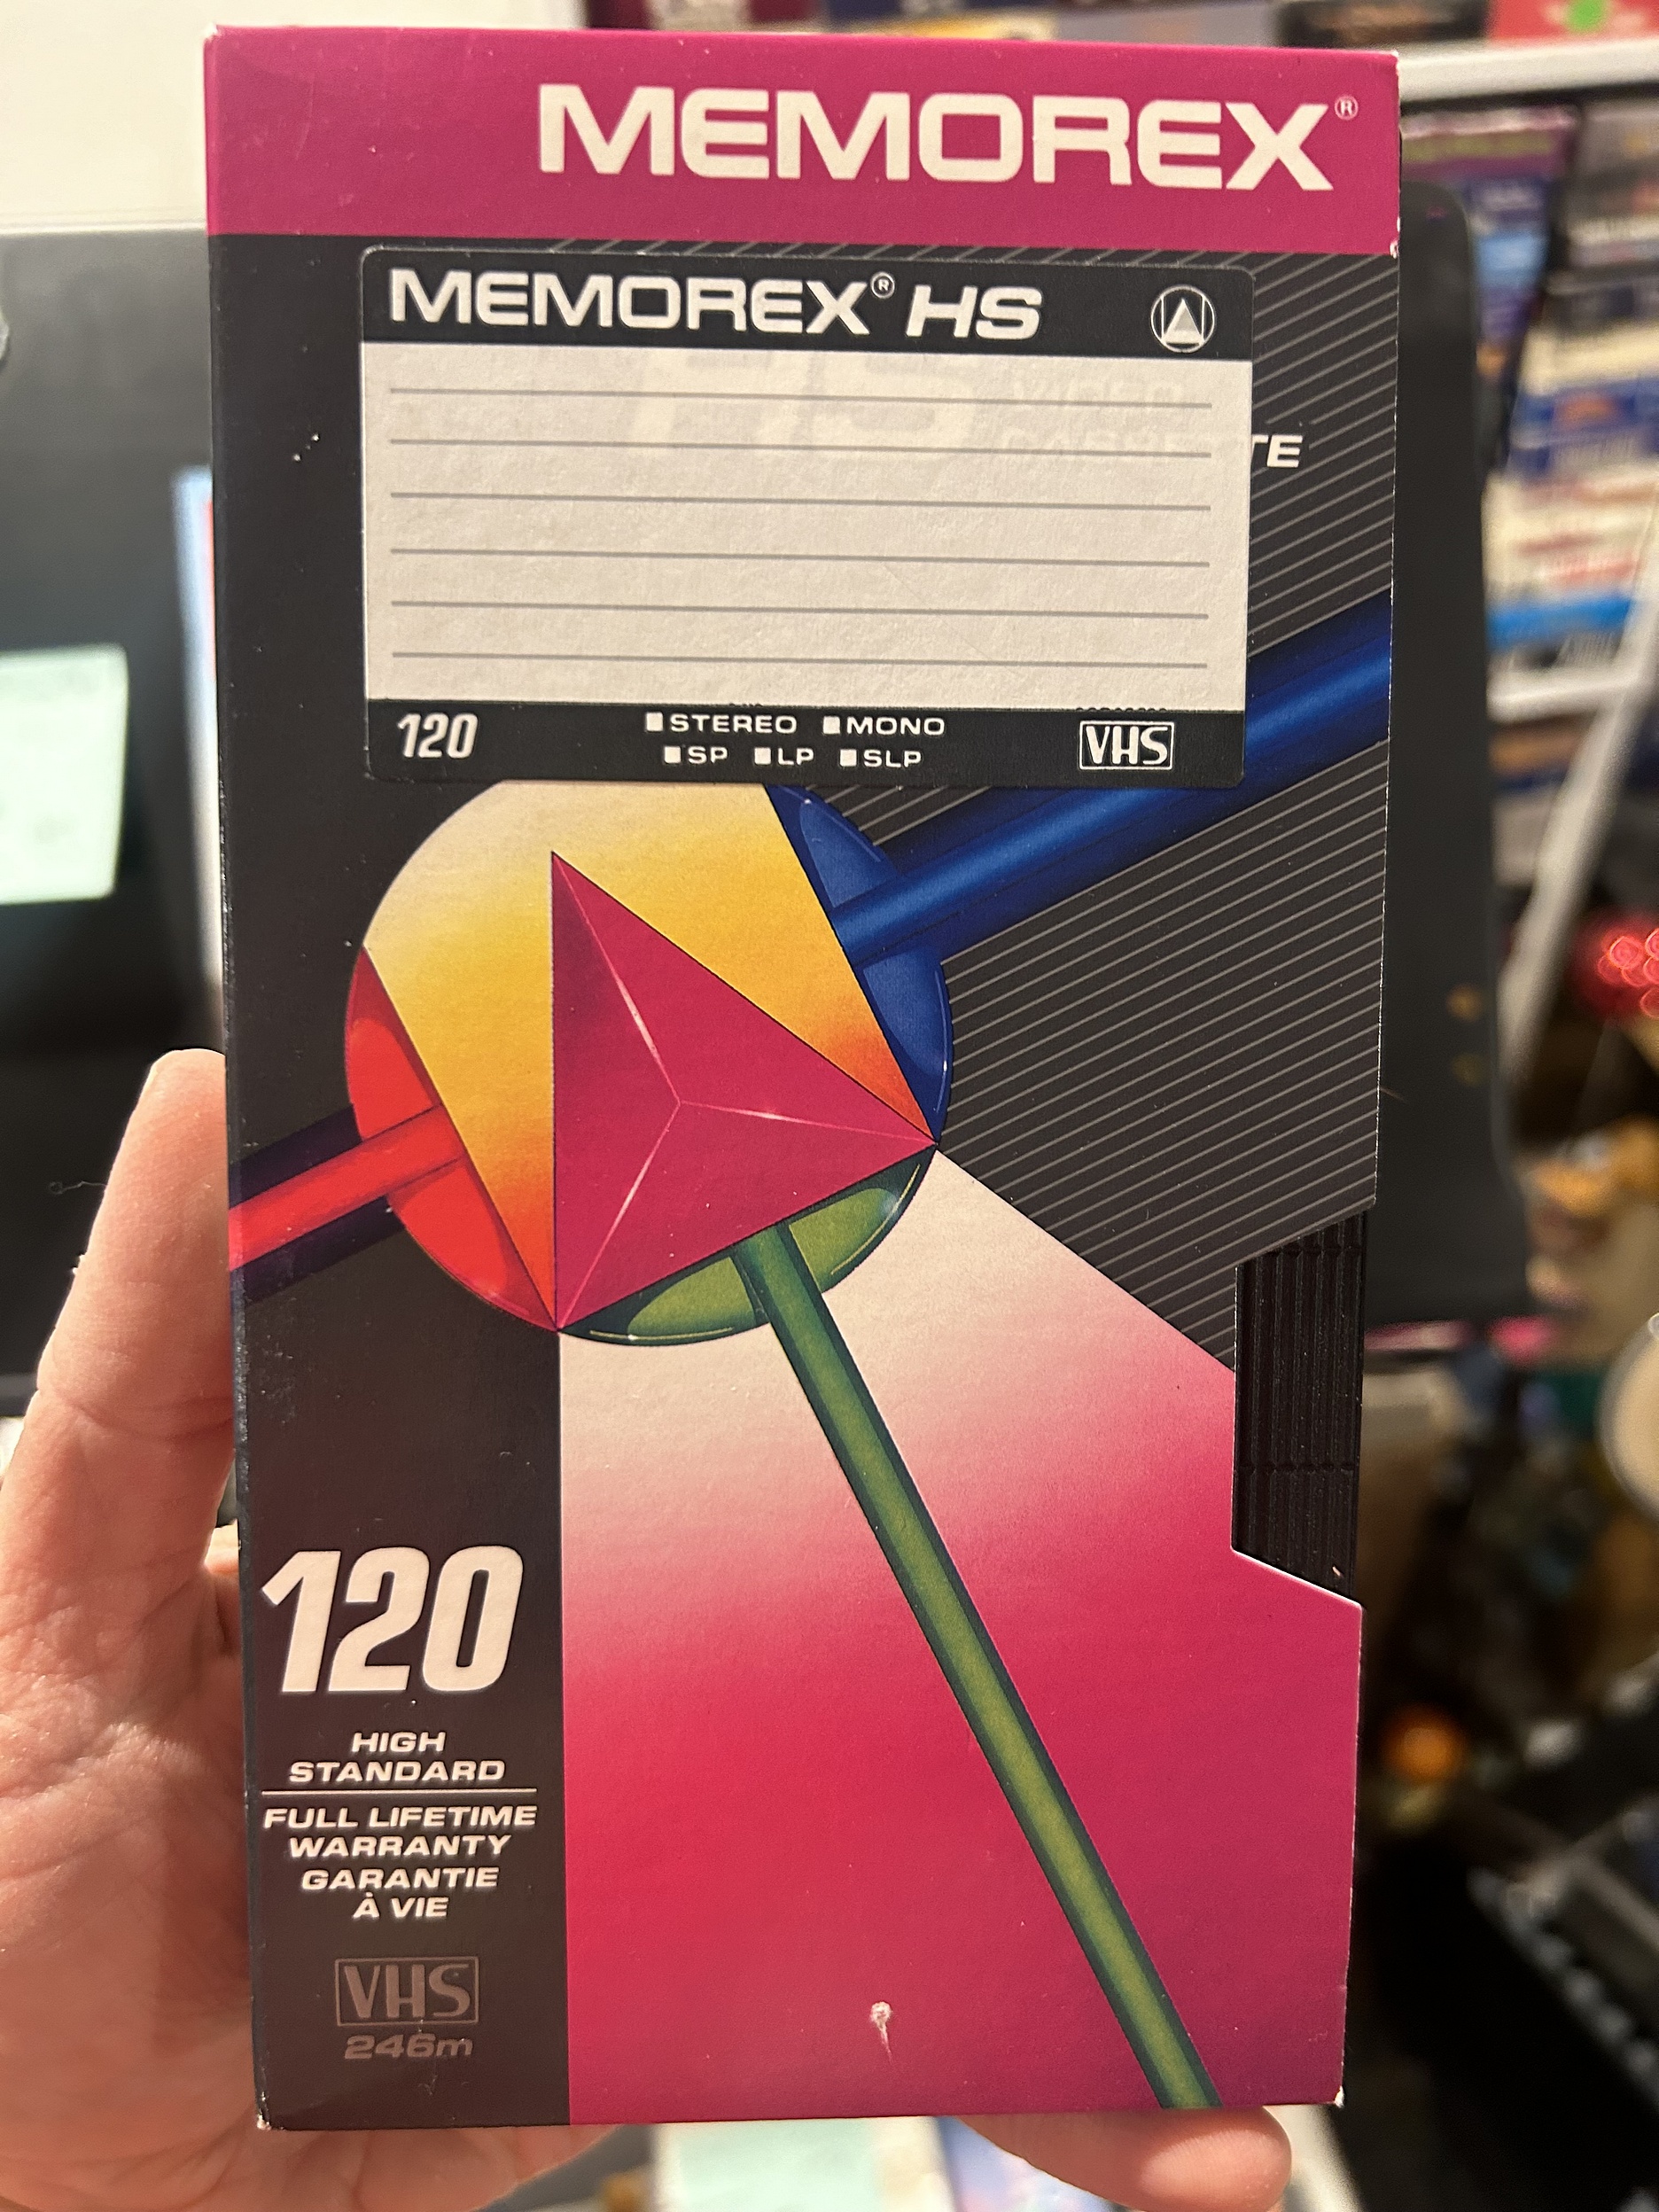 MEMOREX®
MEMOREX® HS
TE
120
STEREO MONO
SP LP SLP
VHS
120
HIGH
STANDARD
FULL LIFETIME
WARRANTY
GARANTIE
À VIE
VHS
246m